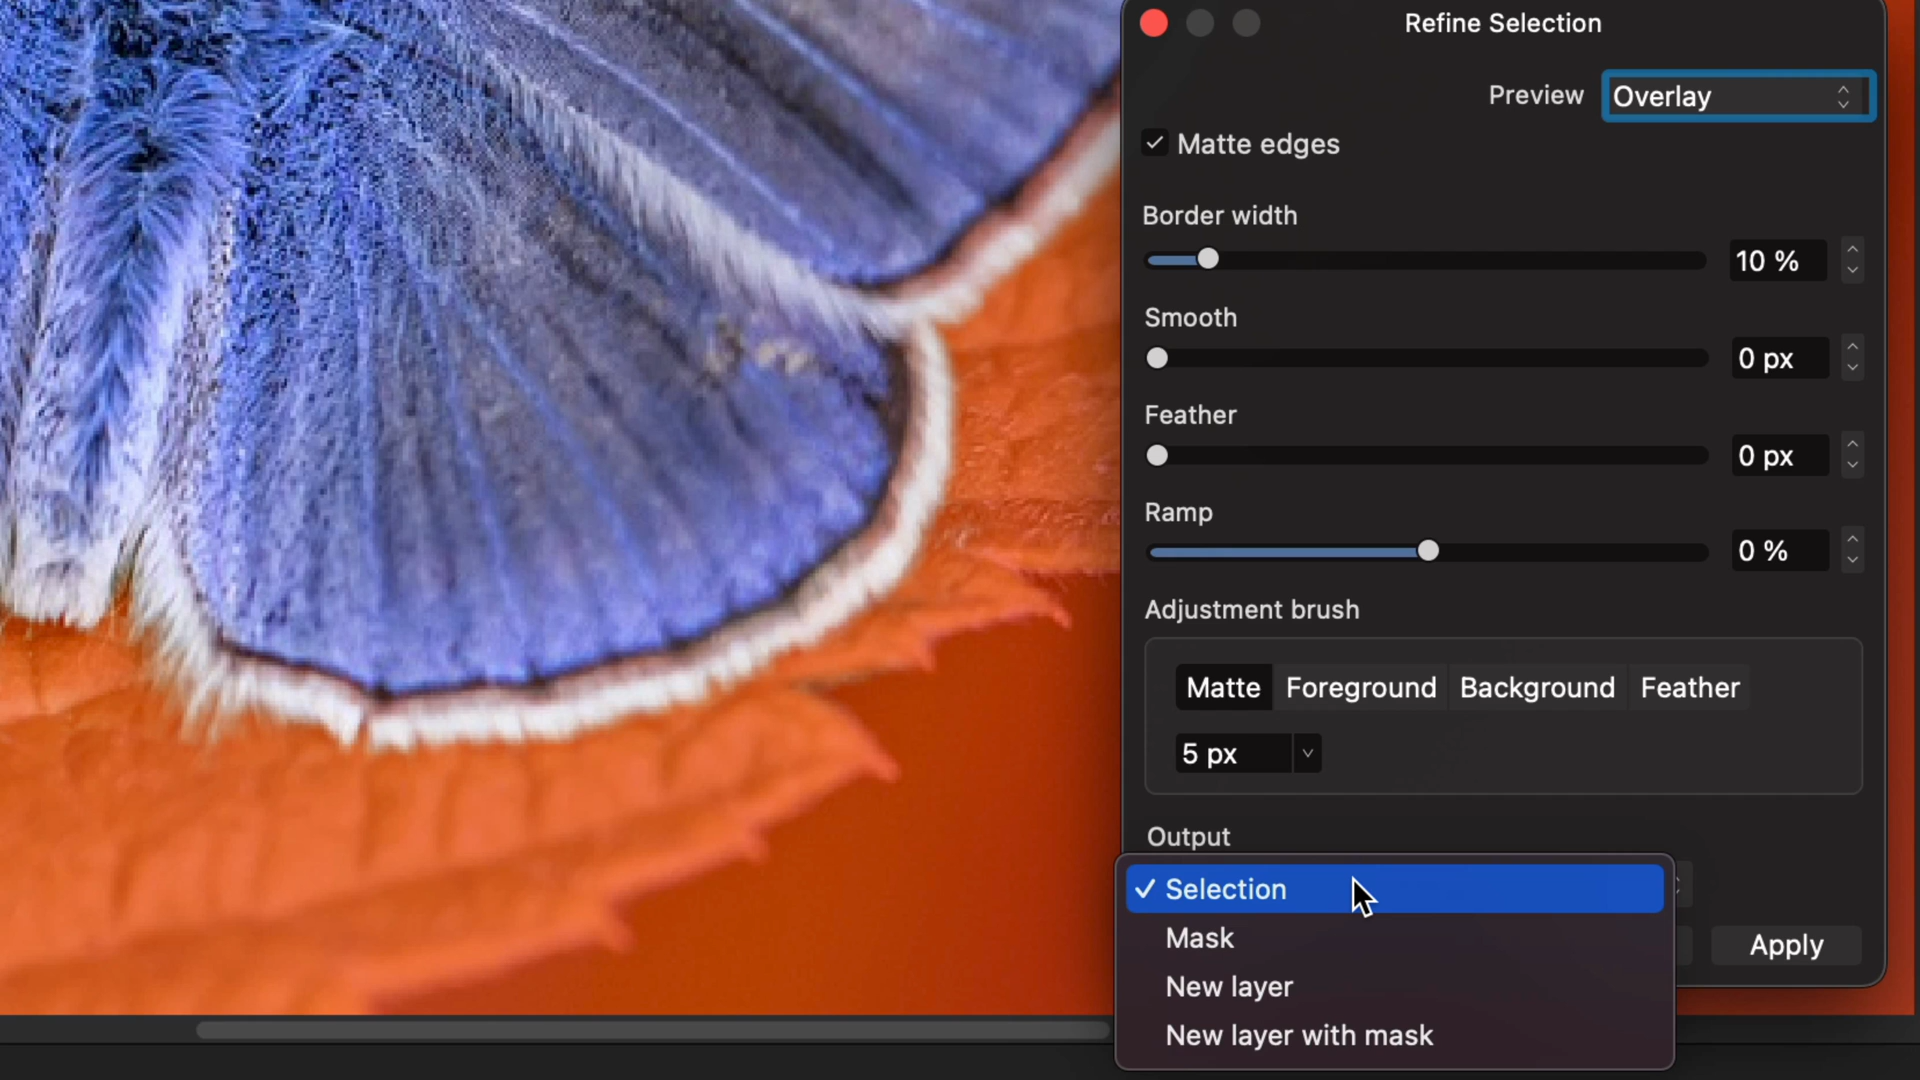 Refine Selection
Preview Overlay
Matte edges
Border width
10 %
Smooth
0 px
Feather
0 px
Ramp
0 %
Adjustment brush
Matte Foreground Background Feather
5 px
Output
Selection
Mask
Apply
New layer
New layer with mask